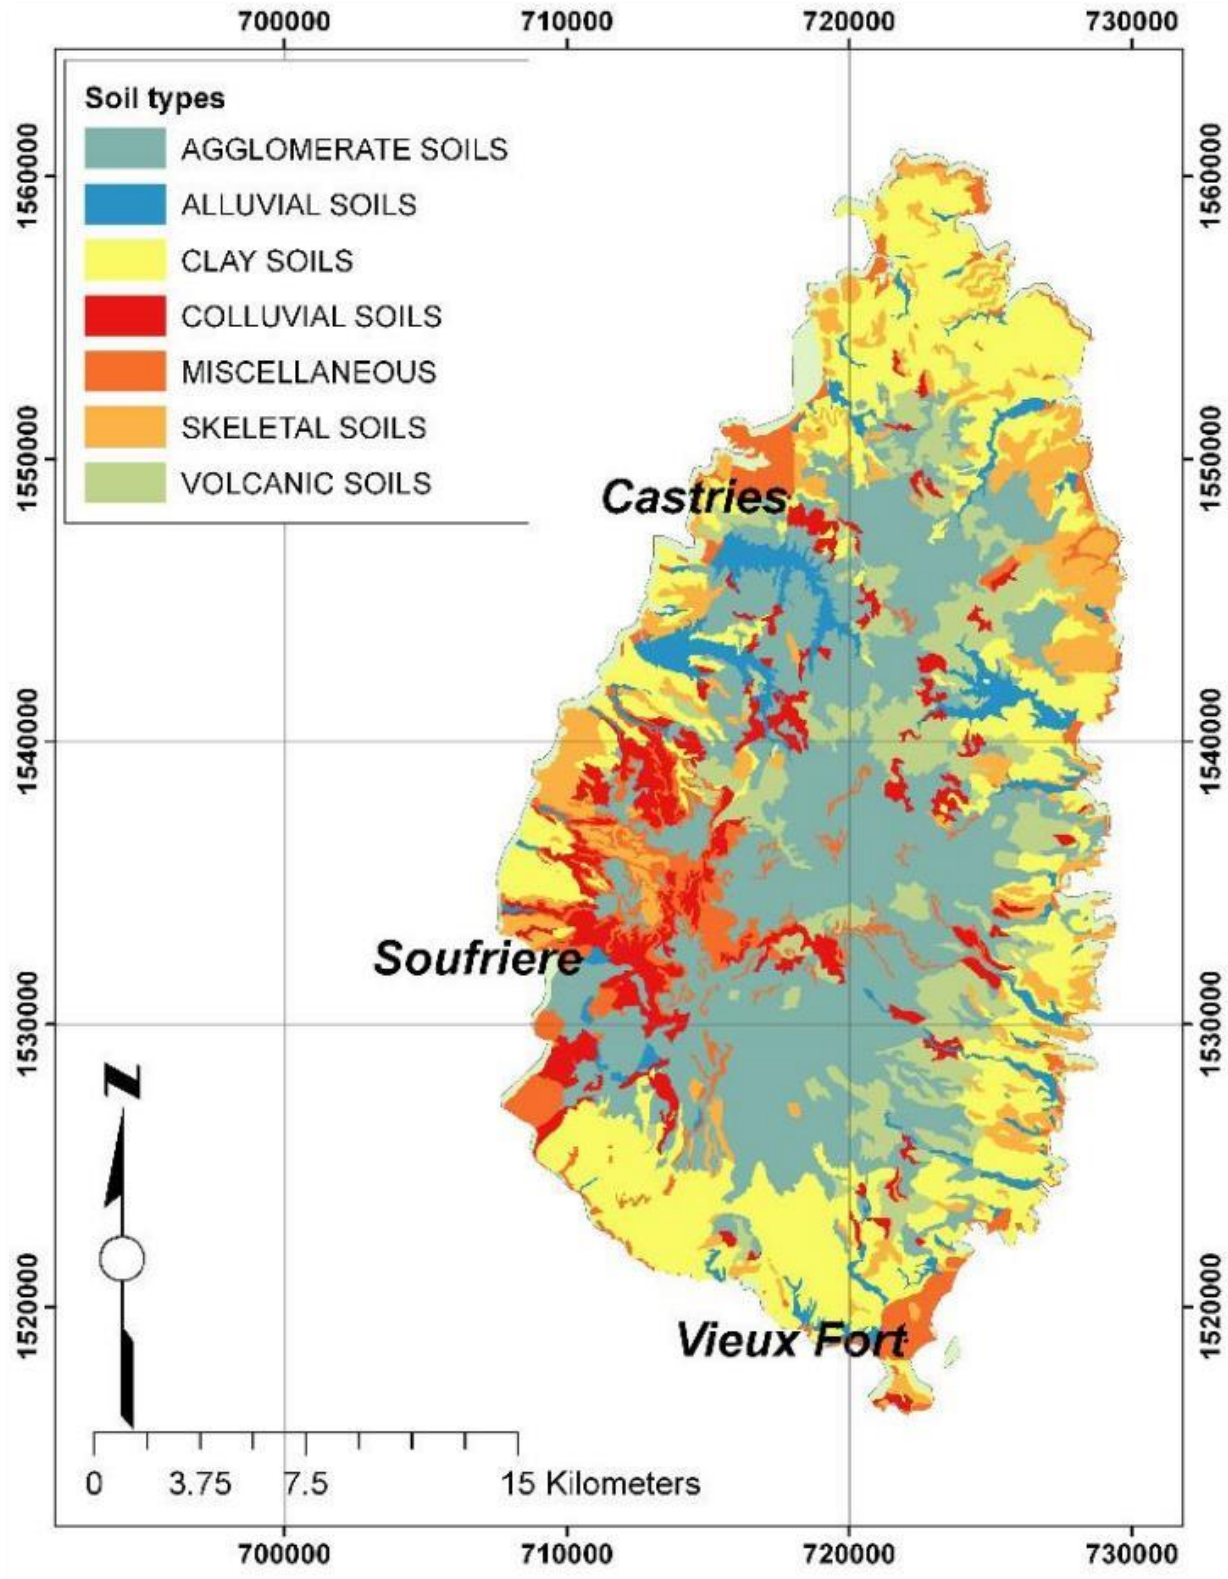 700000 710000 720000 730000
Soil types
AGGLOMERATE SOILS
ALLUVIAL SOILS
CLAY SOILS
COLLUVIAL SOILS
MISCELLANEOUS
SKELETAL SOILS
VOLCANIC SOILS
1560000 1560000
1550000 1550000
Castries
1540000 1540000
Soufriere
1530000 1530000
N
1520000 1520000
Vieux Fort
0 3.75 7.5 15 Kilometers
700000 710000 720000 730000